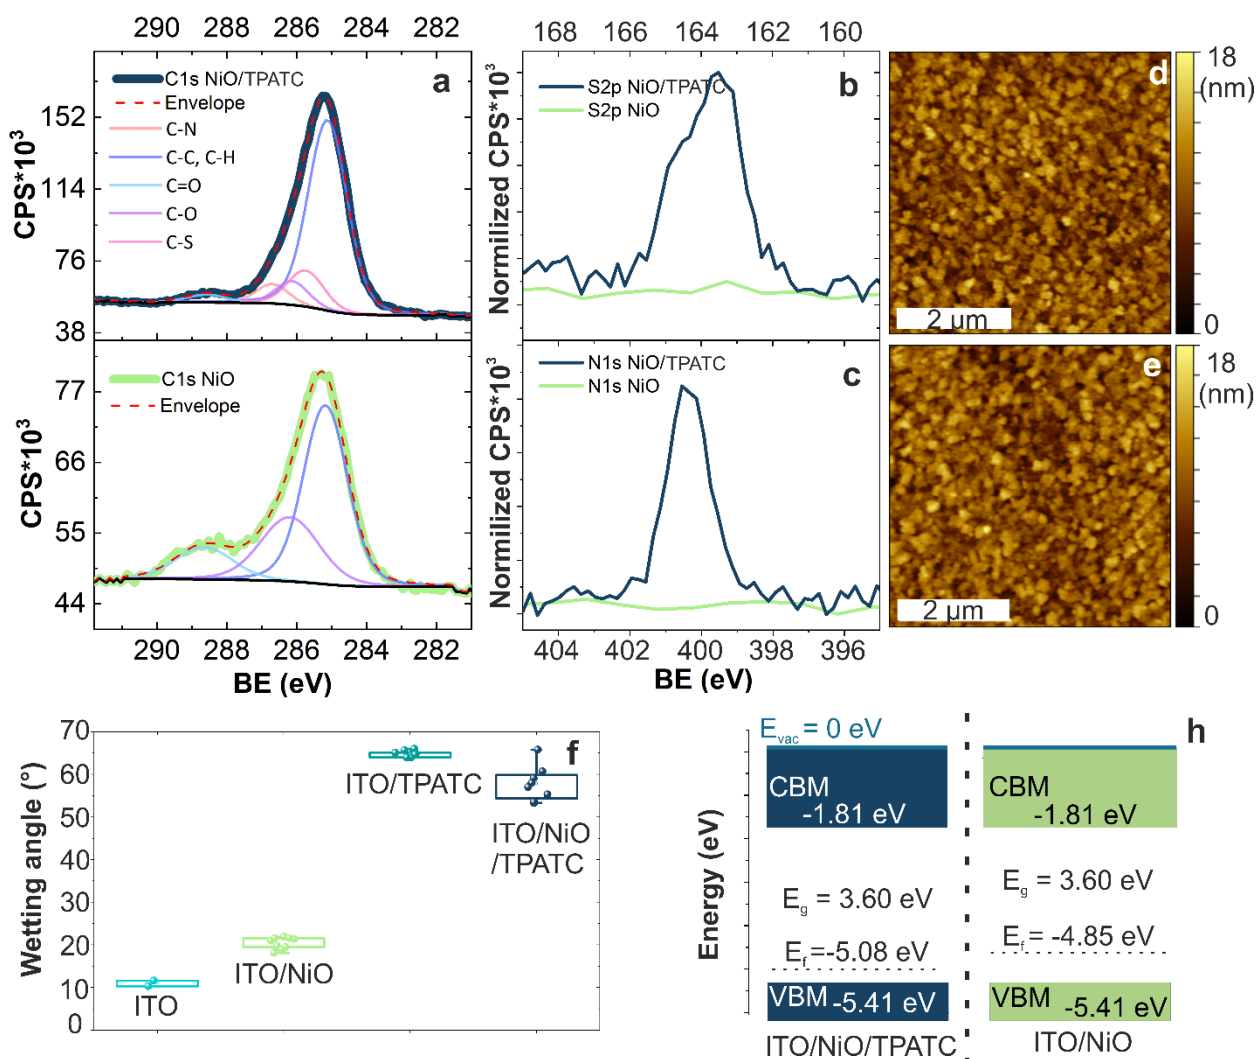 290 288 286 284 282
a
C1s NiO/TPATC
Envelope
C-N
C-C, C-H
C=O
C-O
C-S
CPS*10³
152
114
76
38
C1s NiO
Envelope
CPS*10³
77
66
55
44
290 288 286 284 282
BE (eV)
168 166 164 162 160
b
S2p NiO/TPATC
S2p NiO
Normilized CPS*10³
c
N1s NiO/TPATC
N1s NiO
Normilized CPS*10³
404 402 400 398 396
BE (eV)
d
2 µm
18
(nm)
0
e
2 µm
18
(nm)
0
f
Wetting angle (°)
70
60
50
40
30
20
10
0
ITO
ITO/NiO
ITO/TPATC
ITO/NiO
/TPATC
h
Energy (eV)
Evac= 0 eV
CBM
-1.81 eV
Eg = 3.60 eV
Ef=-5.08 eV
VBM -5.41 eV
ITO/NiO/TPATC
CBM
-1.81 eV
Eg = 3.60 eV
Ef= -4.85 eV
VBM -5.41 eV
ITO/NiO